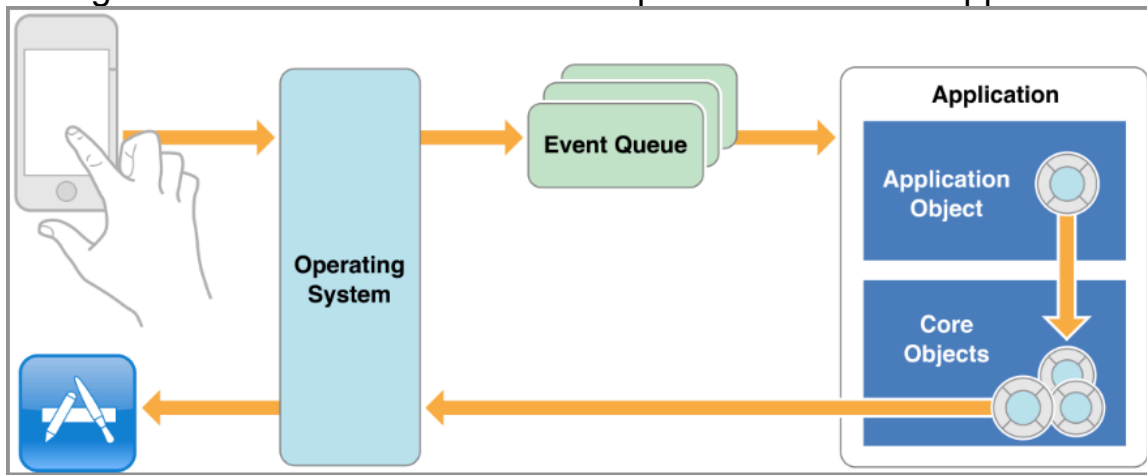 Application
Event Queue
Application
Object
Operating
System
Core
Objects